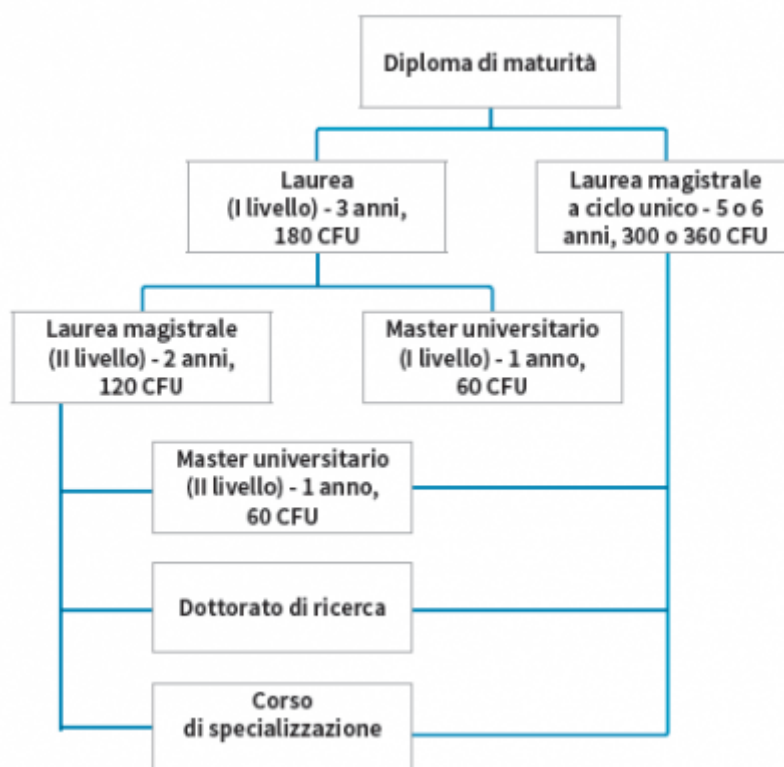 Diploma di maturità
Laurea
(I livello) - 3 anni,
180 CFU
Laurea magistrale
a ciclo unico - 5 o 6
anni, 300 o 360 CFU
Laurea magistrale
(II livello) - 2 anni,
120 CFU
Master universitario
(I livello) - 1 anno,
60 CFU
Master universitario
(II livello) - 1 anno,
60 CFU
Dottorato di ricerca
Corso
di specializzazione